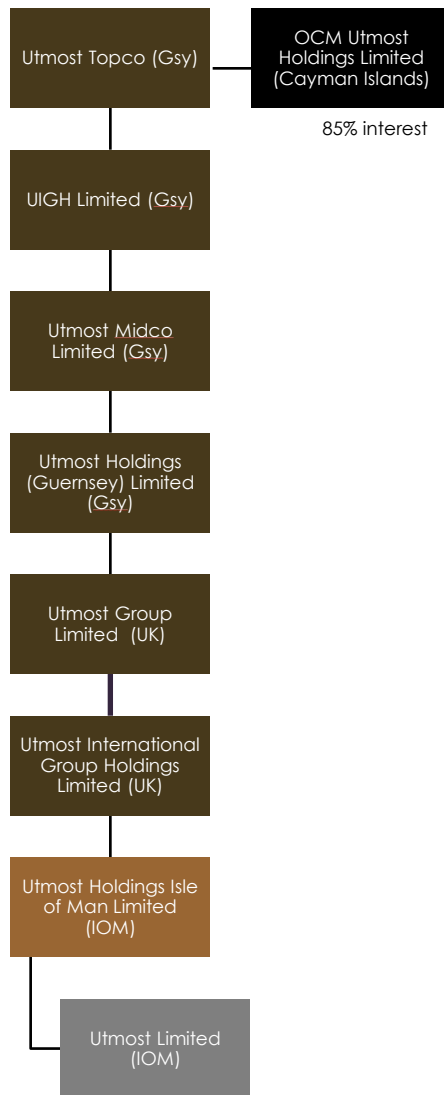 Utmost Topco (Gsy)
OCM Utmost
Holdings Limited
(Cayman Islands)
85% interest
UIGH Limited (Gsy)
Utmost Midco
Limited (Gsy)
Utmost Holdings
(Guernsey) Limited
(Gsy)
Utmost Group
Limited (UK)
Utmost International
Group Holdings
Limited (UK)
Utmost Holdings Isle
of Man Limited
(IOM)
Utmost Limited
(IOM)